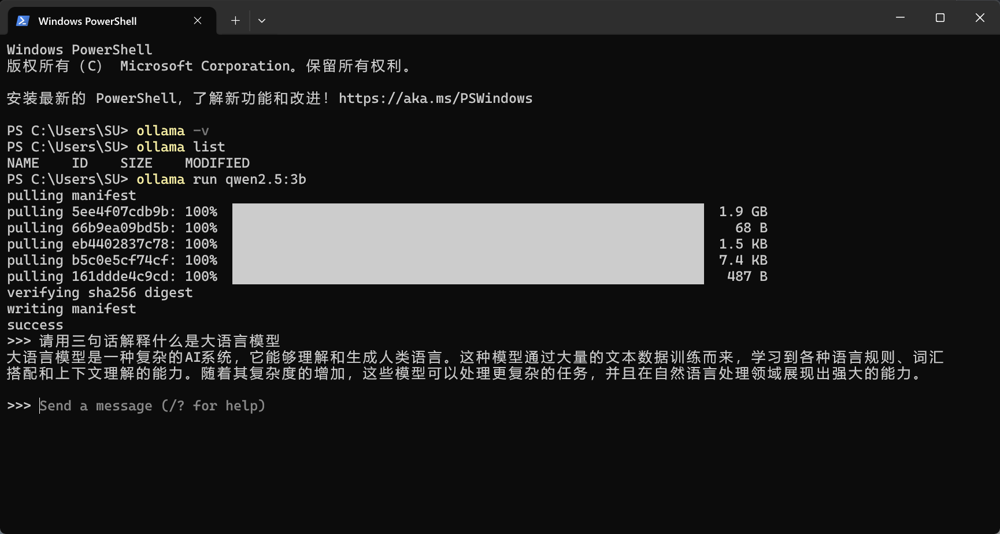 Windows PowerShell
Windows PowerShell
版权所有（C） Microsoft Corporation。保留所有权利。
安装最新的 PowerShell，了解新功能和改进！https://aka.ms/PSWindows
PS C:\Users\SU> ollama -v
PS C:\Users\SU> ollama list
NAME    ID    SIZE    MODIFIED
PS C:\Users\SU> ollama run qwen2.5:3b
pulling manifest
pulling 5ee4f07cdb9b: 100% 1.9 GB
pulling 66b9ea09bd5b: 100% 68 B
pulling eb4402837c78: 100% 1.5 KB
pulling b5c0e5cf74cf: 100% 7.4 KB
pulling 161ddde4c9cd: 100% 487 B
verifying sha256 digest
writing manifest
success
>>> 请用三句话解释什么是大语言模型
大语言模型是一种复杂的AI系统，它能够理解和生成人类语言。这种模型通过大量的文本数据训练而来，学习到各种语言规则、词汇
搭配和上下文理解的能力。随着其复杂度的增加，这些模型可以处理更复杂的任务，并且在自然语言处理领域展现出强大的能力。
>>> Send a message (/? for help)